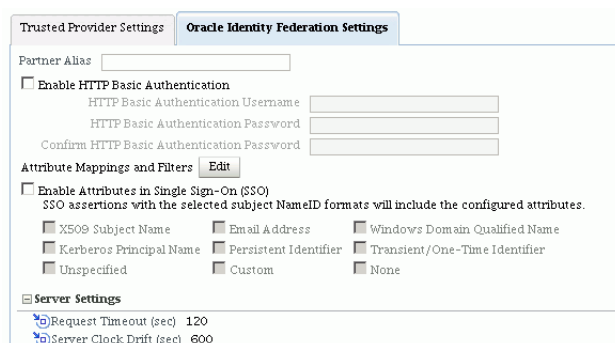 Trusted Provider Settings Oracle Identity Federation Settings
Partner Alias
Enable HTTP Basic Authentication
HTTP Basic Authentication Username
HTTP Basic Authentication Password
Confirm HTTP Basic Authentication Password
Attribute Mappings and Filters Edit
Enable Attributes in Single Sign-On (SSO)
SSO assertions with the selected subject NameID formats will include the configured attributes.
X509 Subject Name Email Address Windows Domain Qualified Name
Kerberos Principal Name Persistent Identifier Transient/One-Time Identifier
Unspecified Custom None
Server Settings
Request Timeout (sec) 120
Server Clock Drift (sec) 600